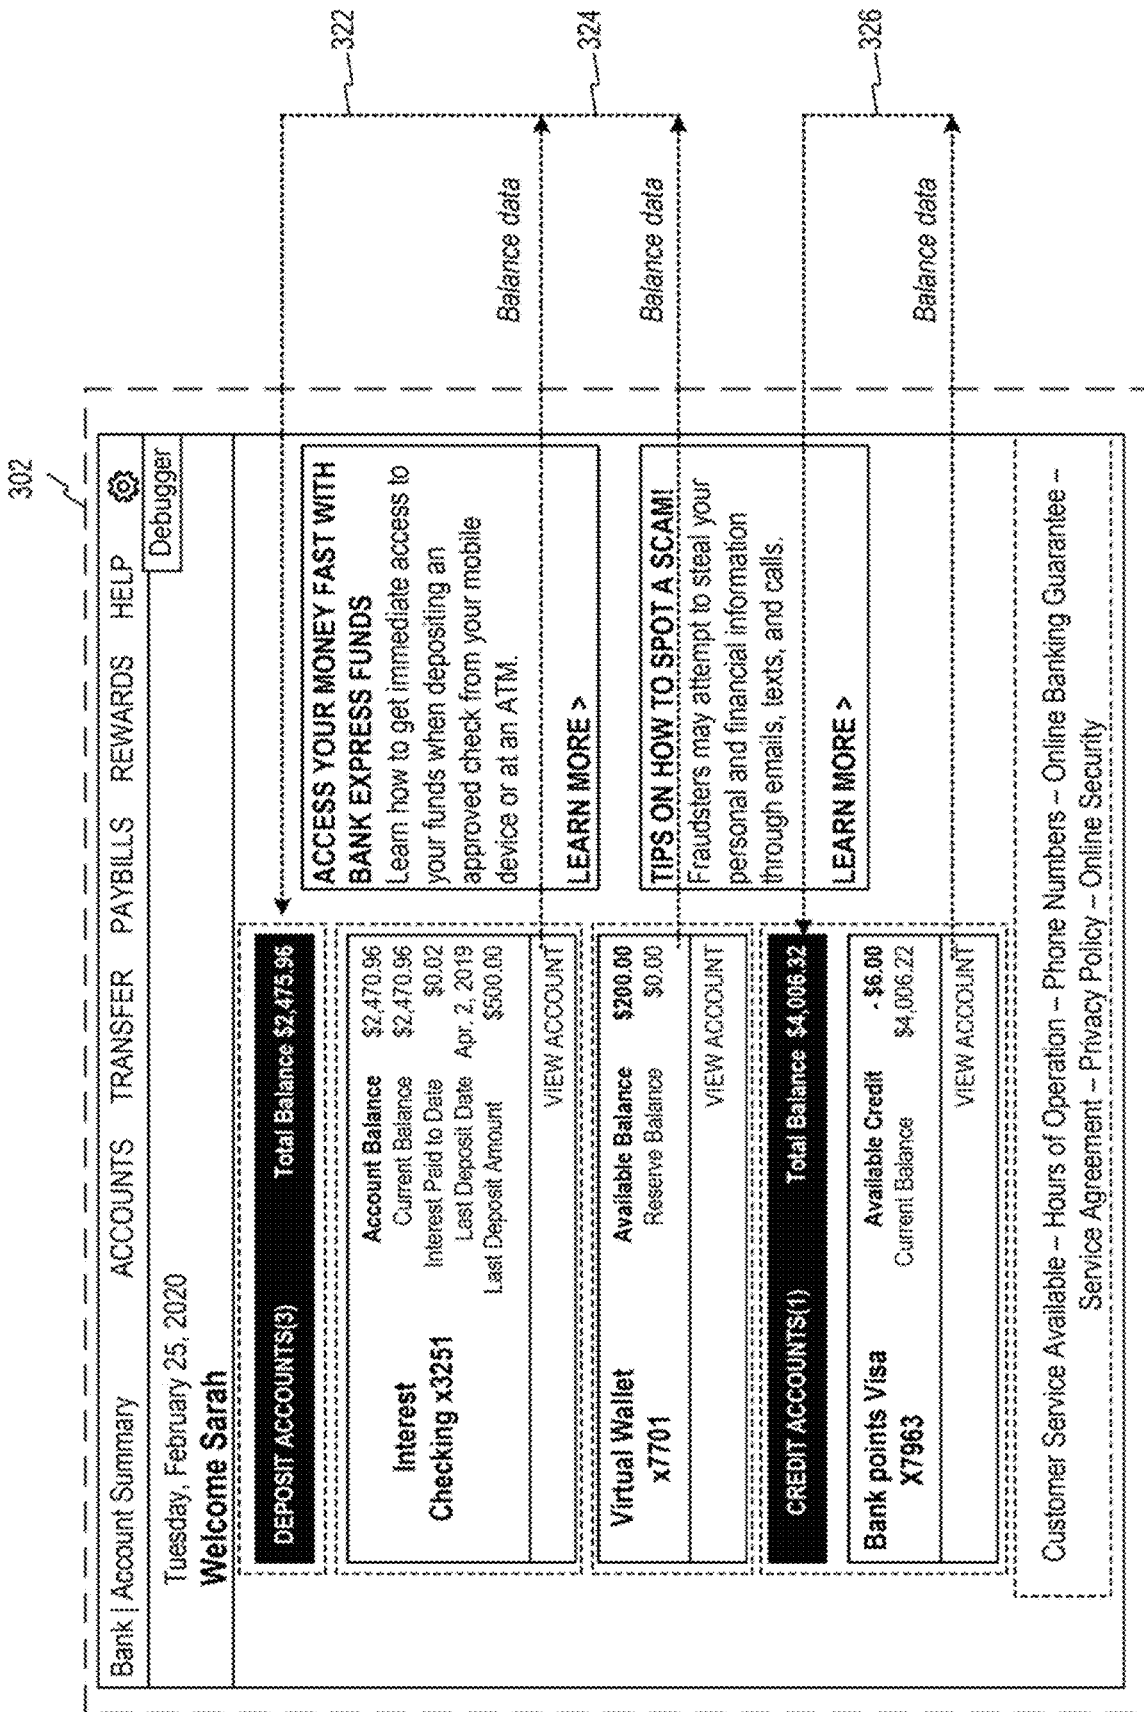 302
Bank | Account Summary ACCOUNTS TRANSFER PAYBILLS REWARDS HELP
Debugger
Tuesday, February 25, 2020
Welcome Sarah
DEPOSIT ACCOUNTS(3) Total Balance $2,475.96
322
ACCESS YOUR MONEY FAST WITH
BANK EXPRESS FUNDS
Learn how to get immediate access to
your funds when depositing an
approved check from your mobile
device or at an ATM.
LEARN MORE >
Interest
Checking x3251
Account Balance $2,470.96
Current Balance $2,470.96
Interest Paid to Date $0.02
Last Deposit Date Apr. 2, 2019
Last Deposit Amount $500.00
VIEW ACCOUNT
Balance data
324
TIPS ON HOW TO SPOT A SCAM!
Fraudsters may attempt to steal your
personal and financial information
through emails, texts, and calls.
LEARN MORE >
Virtual Wallet
x7701
Available Balance $200.00
Reserve Balance $0.00
VIEW ACCOUNT
Balance data
CREDIT ACCOUNTS(1) Total Balance
326
Bank points Visa
X7963
Available Credit - $6.00
Current Balance $4,006.22
VIEW ACCOUNT
Balance data
Customer Service Available – Hours of Operation – Phone Numbers – Online Banking Guarantee –
Service Agreement – Privacy Policy – Online Security